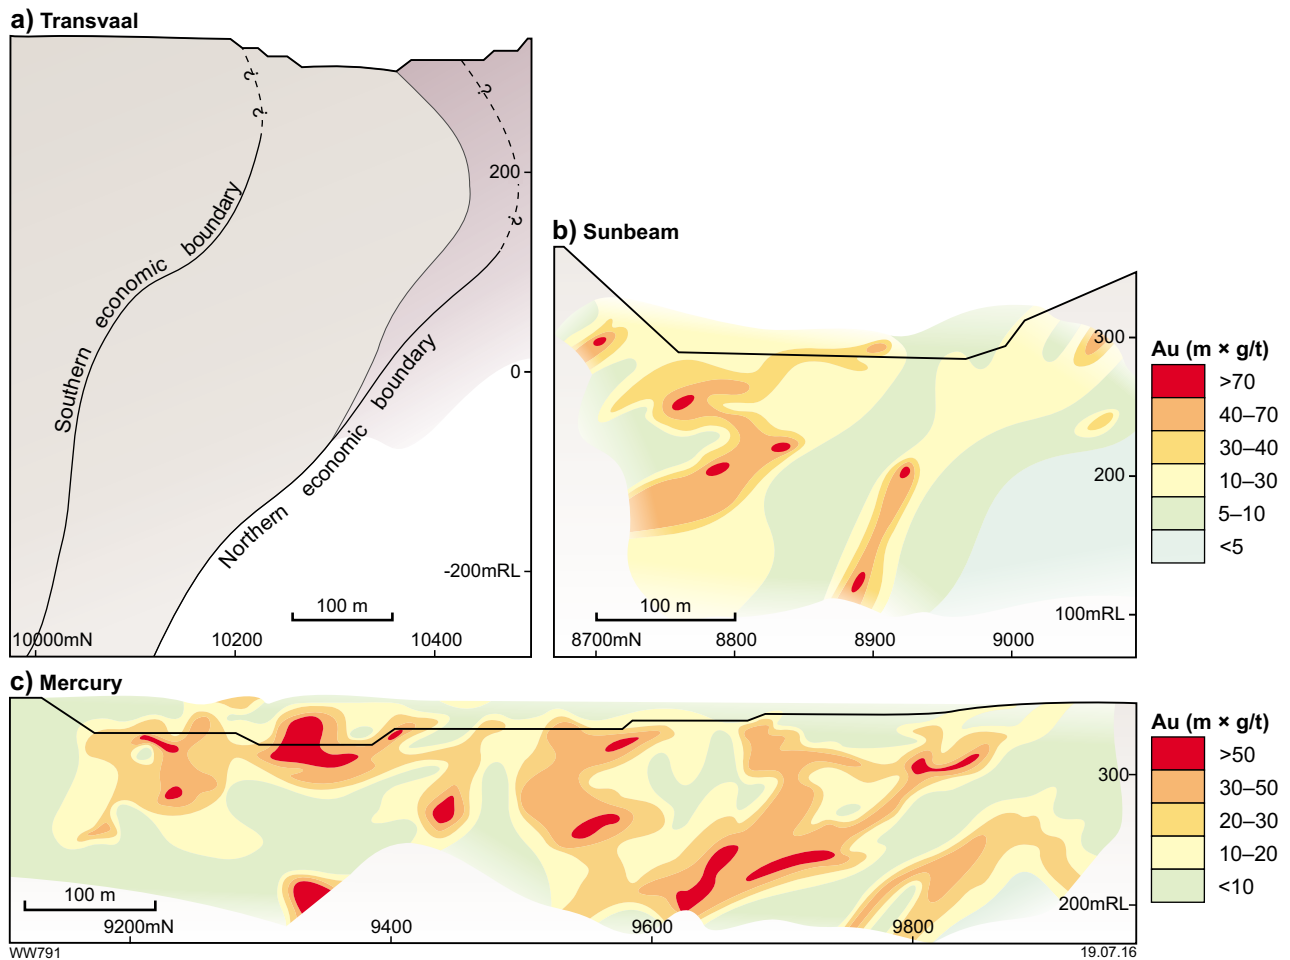 a) Transvaal
?
?
?
?
Southern economic boundary
Northern economic boundary
200
0
-200mRL
100 m
10000mN
10200
10400
b) Sunbeam
300
200
100mRL
100 m
8700mN
8800
8900
9000
Au (m × g/t)
>70
40–70
30–40
10–30
5–10
<5
c) Mercury
300
200mRL
100 m
9200mN
9400
9600
9800
Au (m × g/t)
>50
30–50
20–30
10–20
<10
WW791
19.07.16